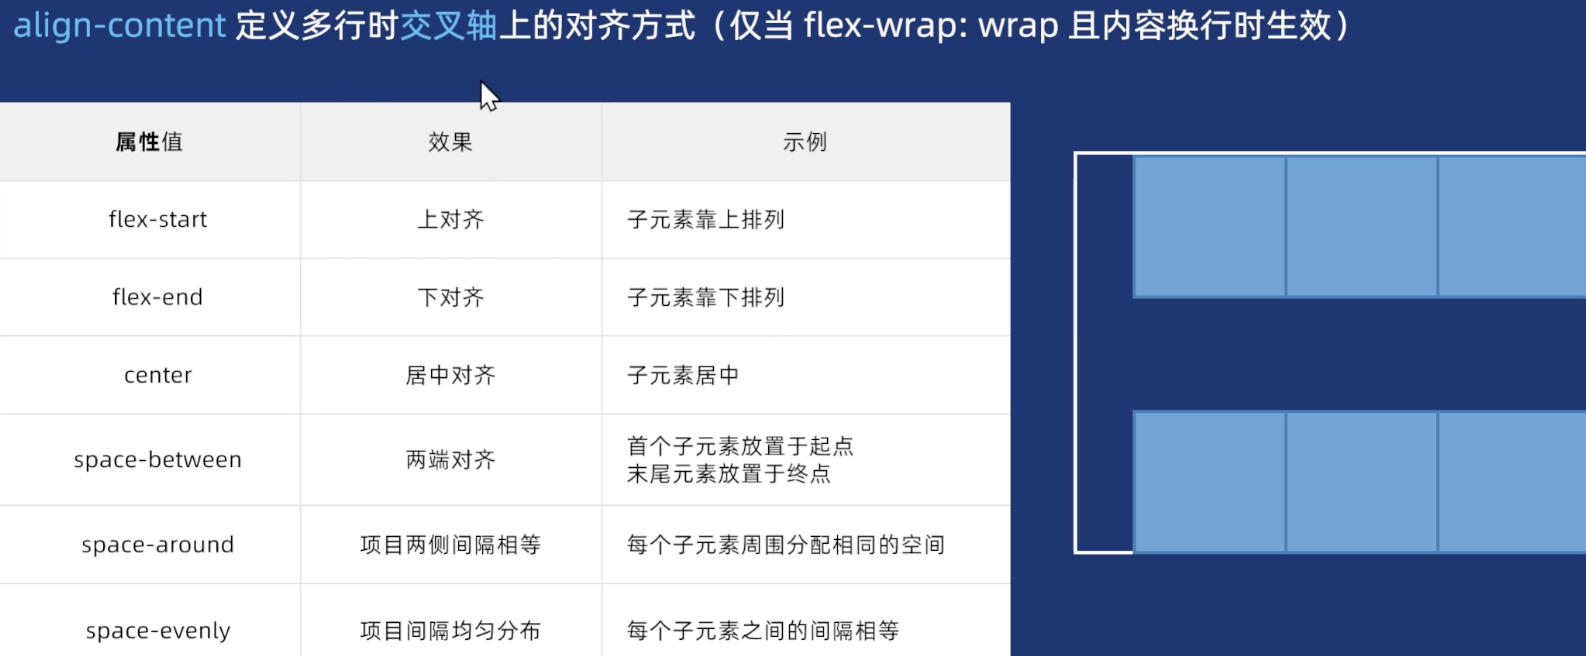 align-content 定义多行时交叉轴上的对齐方式（仅当 flex-wrap: wrap 且内容换行时生效）
属性值 效果 示例
flex-start 上对齐 子元素靠上排列
flex-end 下对齐 子元素靠下排列
center 居中对齐 子元素居中
space-between 两端对齐 首个子元素放置于起点
末尾元素放置于终点
space-around 项目两侧间隔相等 每个子元素周围分配相同的空间
space-evenly 项目间隔均匀分布 每个子元素之间的间隔相等